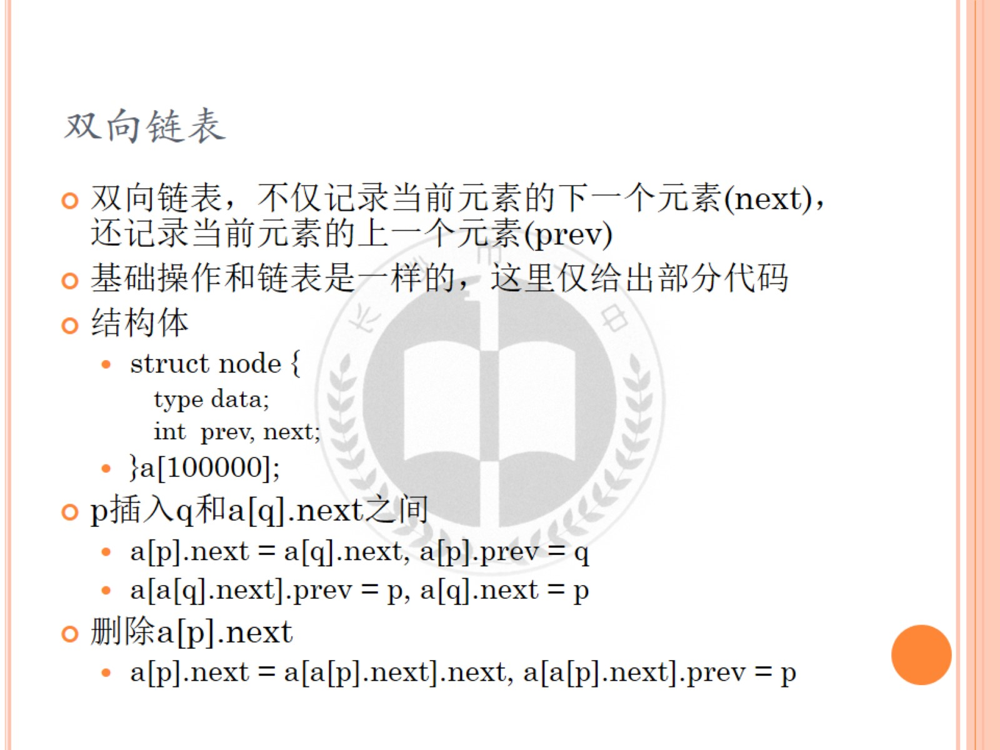 双向链表
双向链表，不仅记录当前元素的下一个元素(next)，
还记录当前元素的上一个元素(prev)
基础操作和链表是一样的，这里仅给出部分代码
结构体
struct node {
type data;
int  prev, next;
}a[100000];
p插入q和a[q].next之间
a[p].next = a[q].next, a[p].prev = q
a[a[q].next].prev = p, a[q].next = p
删除a[p].next
a[p].next = a[a[p].next].next, a[a[p].next].prev = p